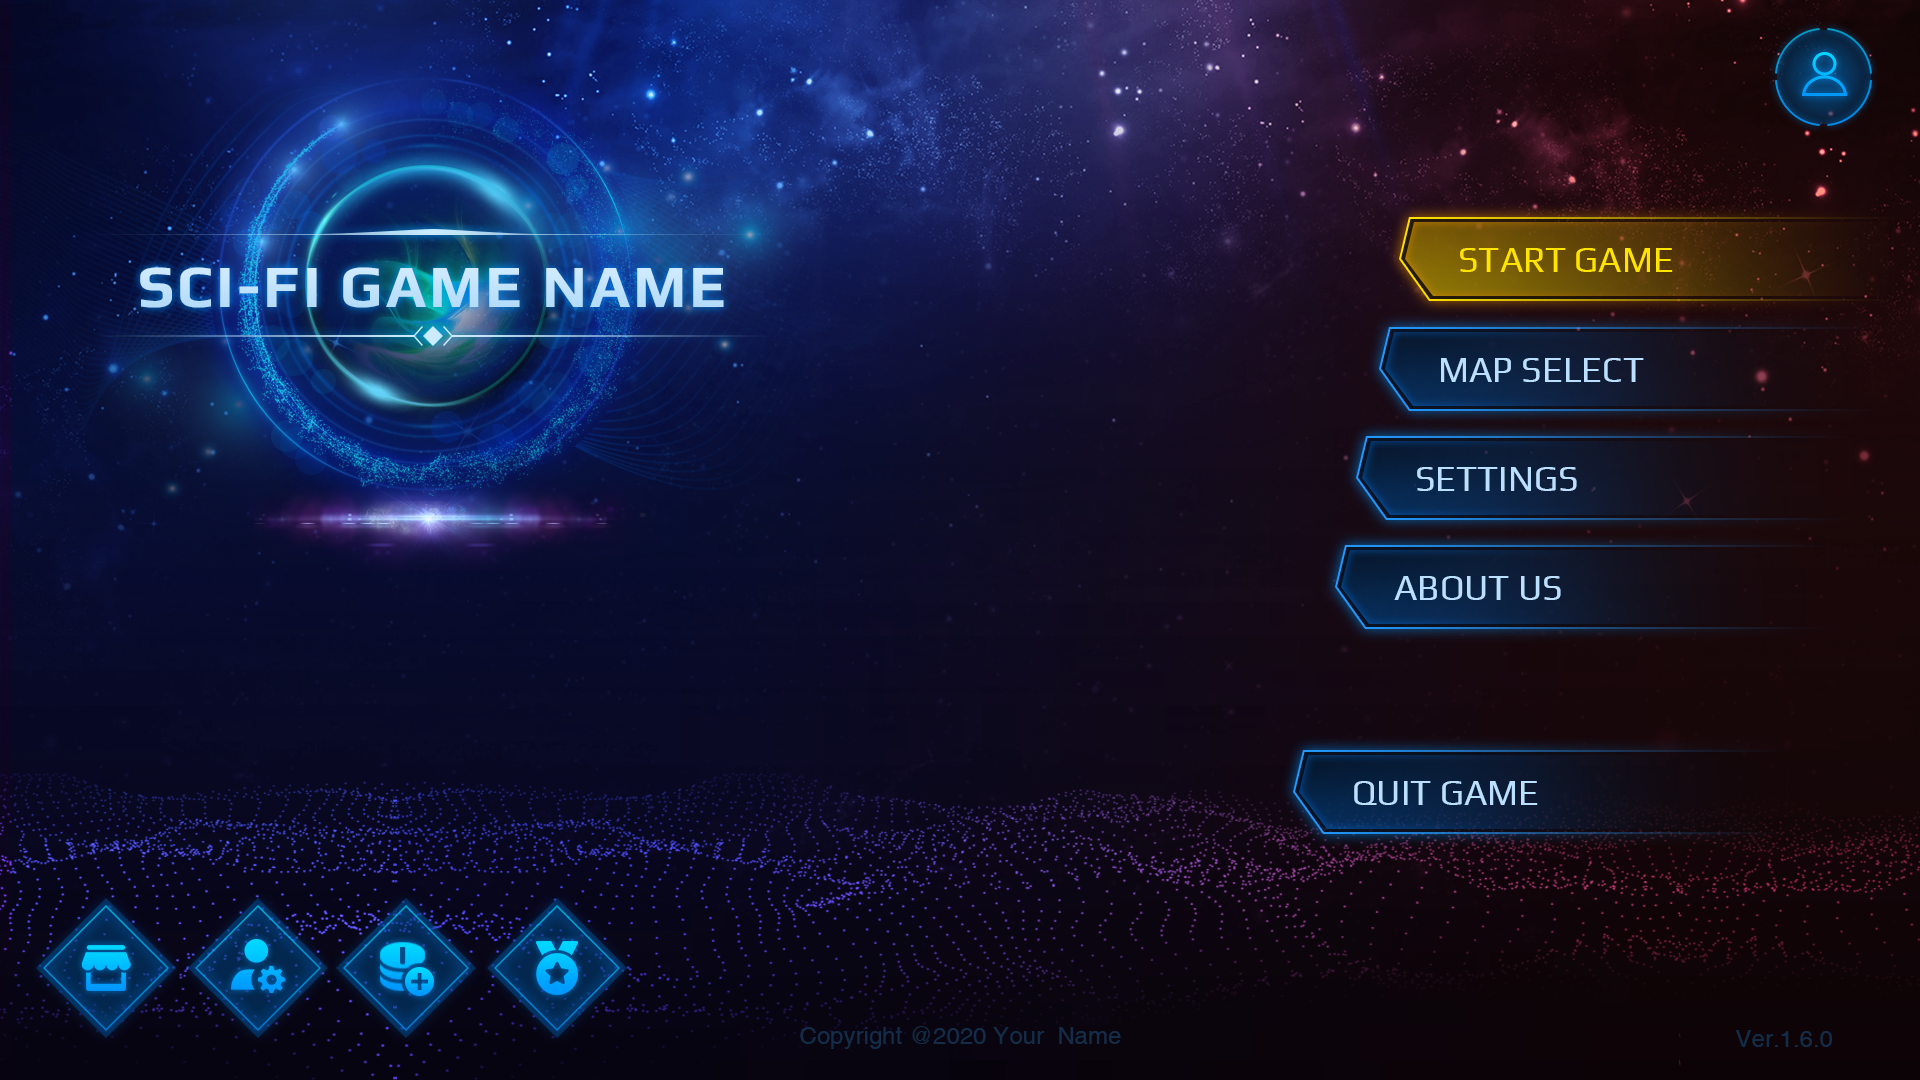 SCI-FI GAME NAME
START GAME
MAP SELECT
SETTINGS
ABOUT US
QUIT GAME
Copyright @2020 Your  Name
Ver.1.6.0